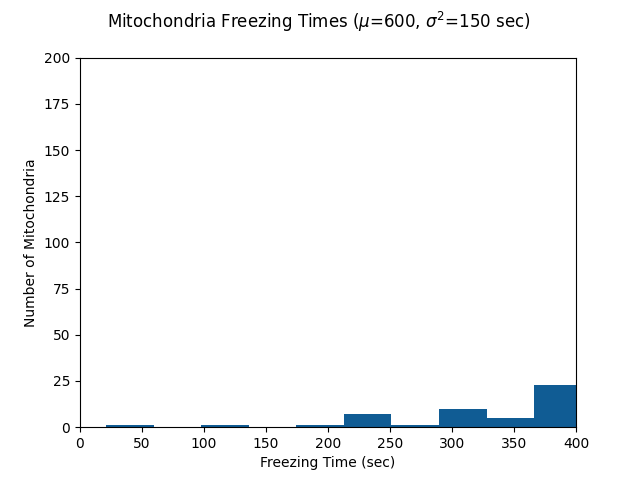 Mitochondria Freezing Times (μ=600, σ²=150 sec)
200
175
150
125
100
75
50
25
0
Number of Mitochondria
0 50 100 150 200 250 300 350 400
Freezing Time (sec)